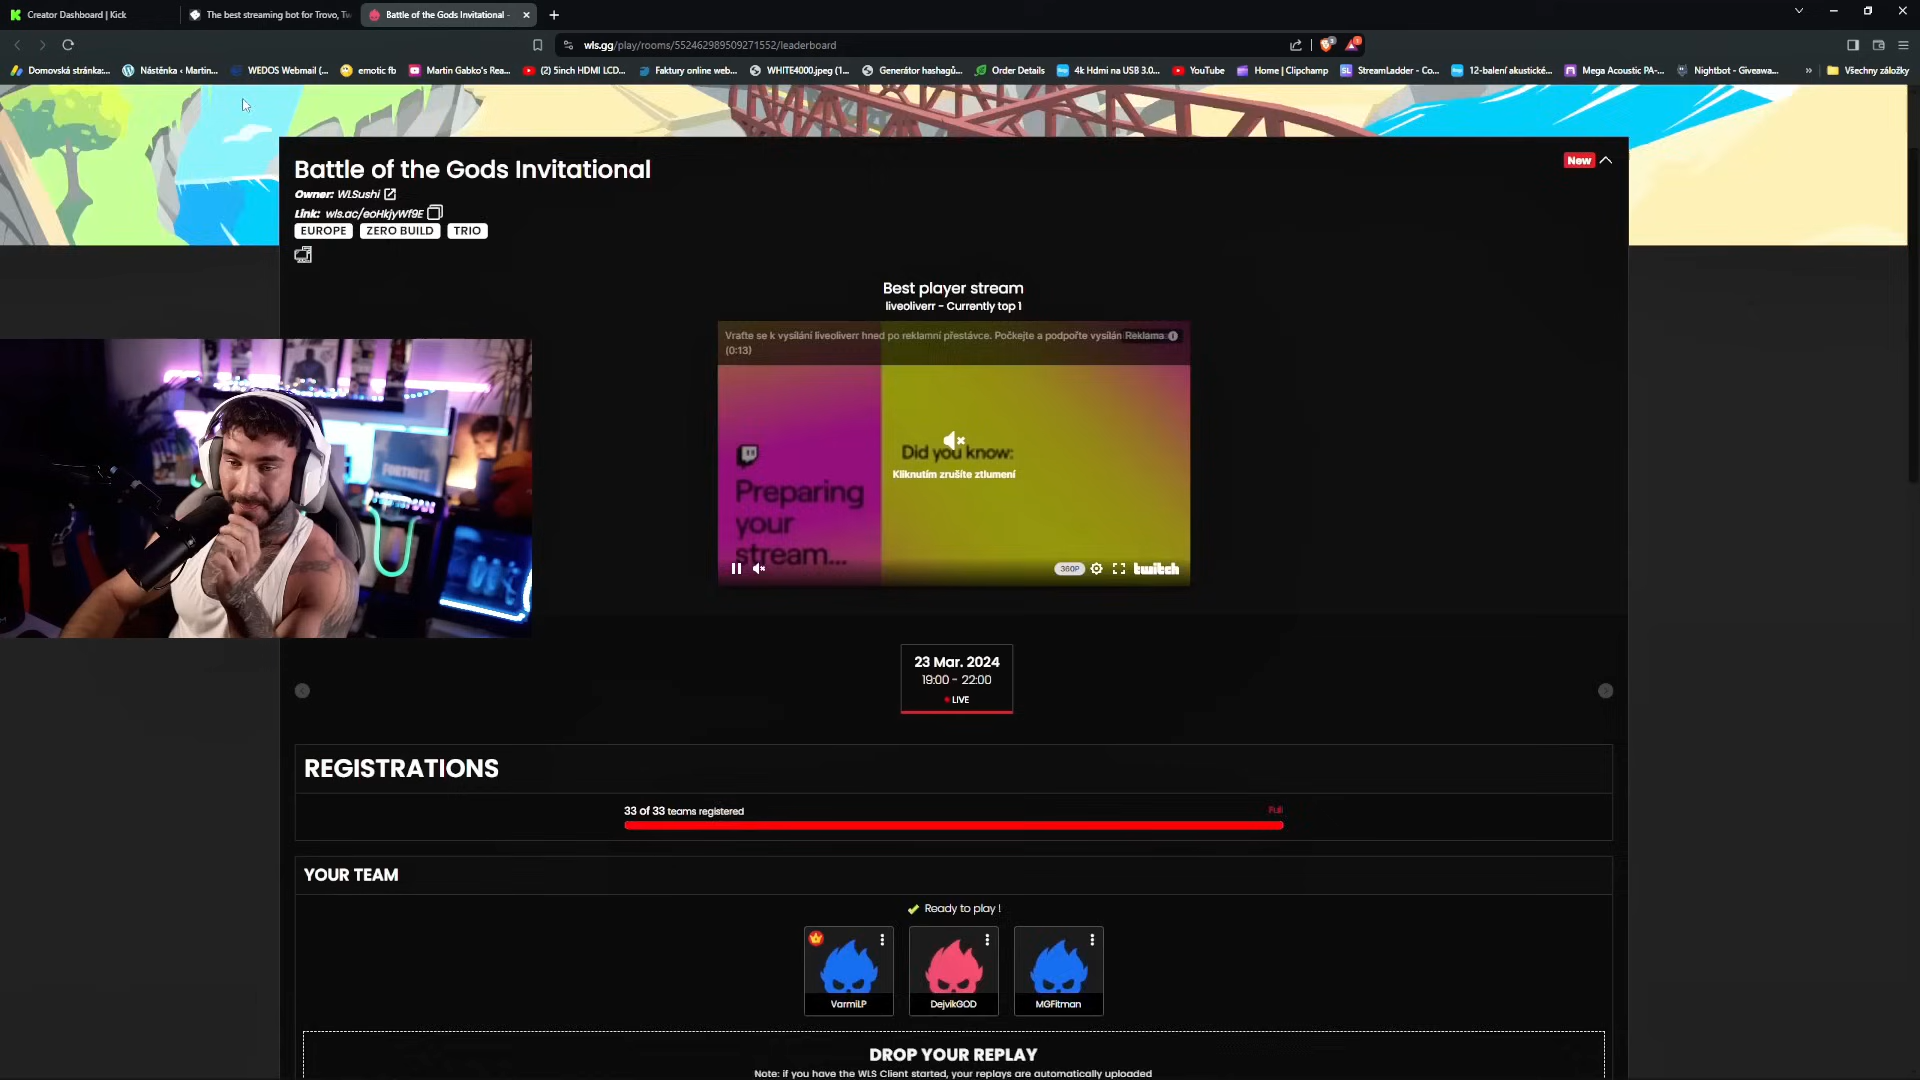 Creator Dashboard | Kick
The best streaming bot for Trovo, Tw
Battle of the Gods Invitational -
wls.gg/play/rooms/552462989509271552/leaderboard
Domovská stránka:...
Nástěnka ‹ Martin...
WEDOS Webmail (...
emotic fb
Martin Gabko's Rea...
(2) 5inch HDMI LCD...
Faktury online web...
WHITE4000.jpeg (1...
Generátor hashagů...
Order Details
4k Hdmi na USB 3.0...
YouTube
Home | Clipchamp
StreamLadder - Co...
12-balení akustické...
Mega Acoustic PA-...
Nightbot - Giveawa...
»
Všechny záložky
Battle of the Gods Invitational
New
Owner: WLSushi
Link: wls.ac/eoHkjyWf9E
EUROPE ZERO BUILD TRIO
Best player stream
liveoliverr - Currently top 1
Vraťte se k vysílání liveoliverr hned po reklamní přestávce. Počkejte a podpořte vysílán Reklama
(0:13)
Did you know:
Kliknutím zrušíte ztlumení
Preparing
your
stream...
360P
twitch
FORTNITE
23 Mar. 2024
19:00 - 22:00
LIVE
REGISTRATIONS
33 of 33 teams registered
Full
YOUR TEAM
Ready to play !
VarmiLP
DejvikGOD
MGFitman
DROP YOUR REPLAY
Note: if you have the WLS Client started, your replays are automatically uploaded